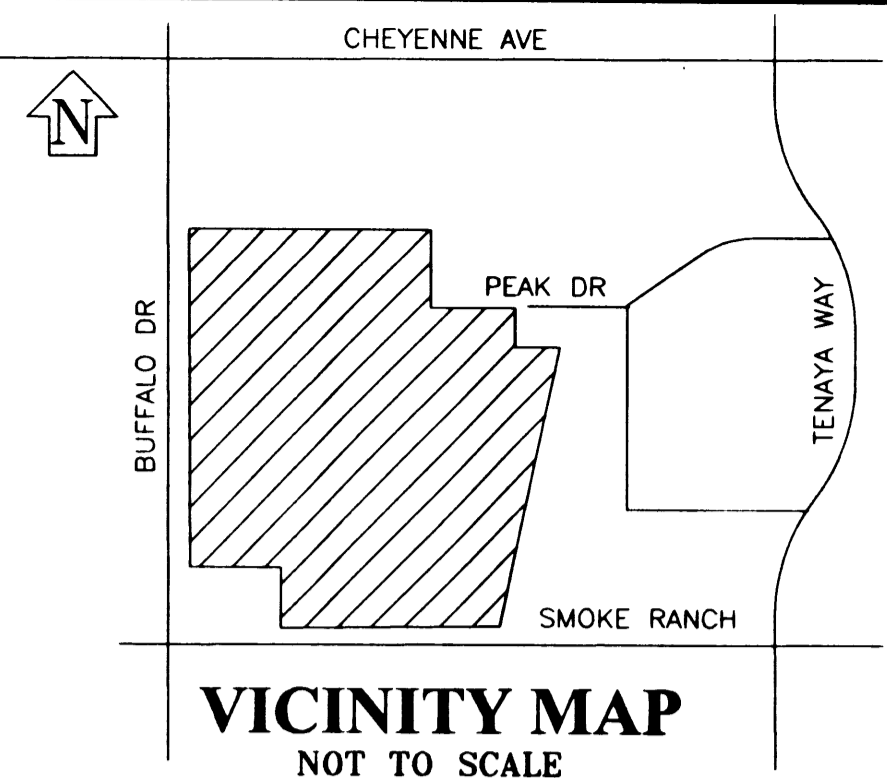 CHEYENNE AVE
N
PEAK DR
BUFFALO DR
TENAYA WAY
SMOKE RANCH
VICINITY MAP
NOT TO SCALE